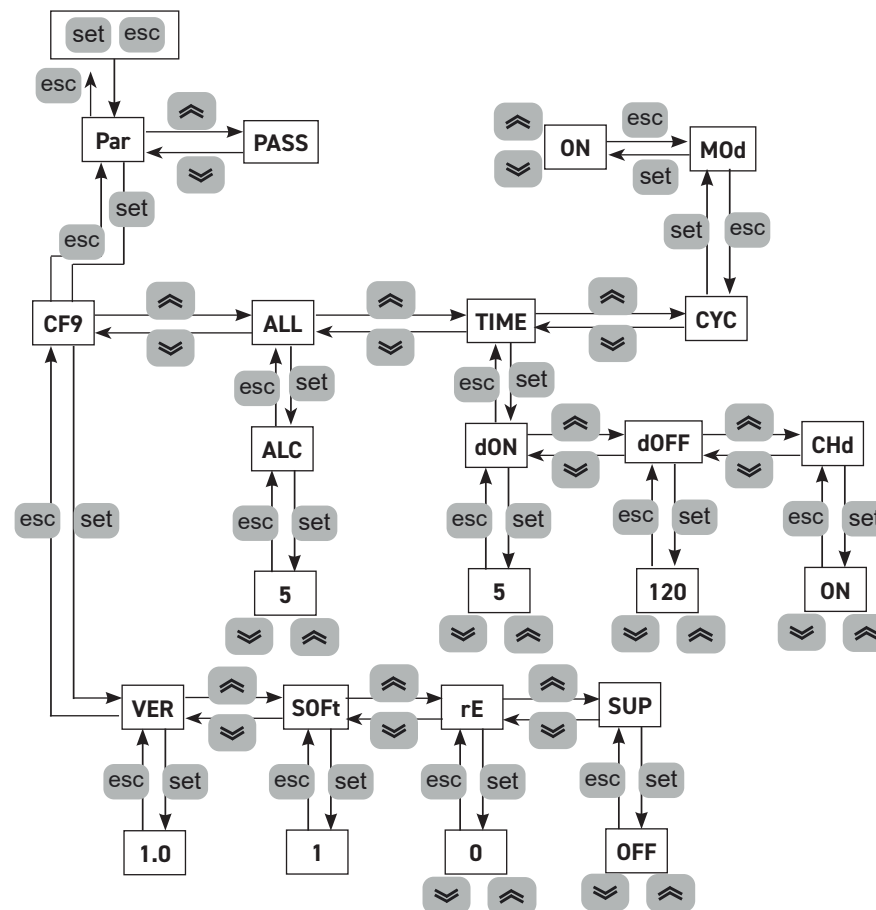 set esc
esc
Par PASS
set
esc
ON esc MOd
set
set esc
CF9 ALL TIME CYC
esc set esc set
ALC dON dOFF CHd
esc set
esc set esc set esc set esc set
5 5 120 ON
VER SOFt rE SUP
esc set esc set esc set esc set
1.0 1 0 OFF